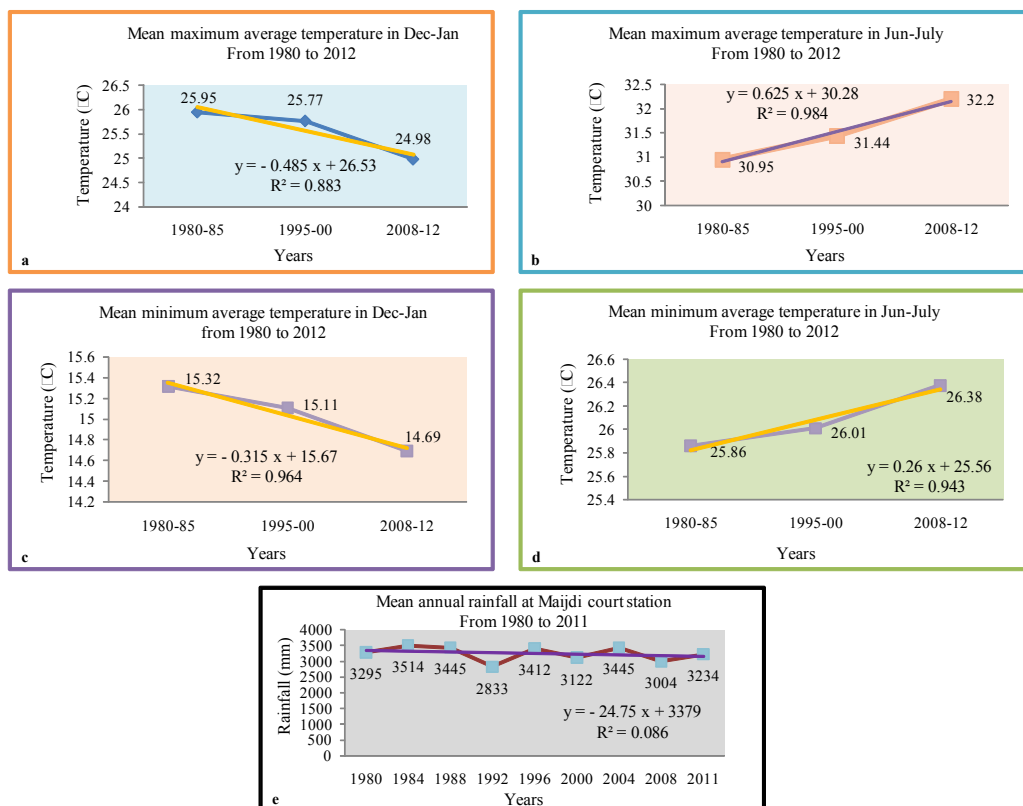 Mean maximum average temperature in Dec-Jan
From 1980 to 2012
Temperature (□C)
26.5
26
25.5
25
24.5
24
25.95
25.77
24.98
y = - 0.485 x + 26.53
R² = 0.883
1980-85
1995-00
2008-12
Years
a
Mean maximum average temperature in Jun-July
From 1980 to 2012
Temperature (□C)
32.5
32
31.5
31
30.5
30
y = 0.625 x + 30.28
R² = 0.984
30.95
31.44
32.2
1980-85
1995-00
2008-12
Years
b
Mean minimum average temperature in Dec-Jan
from 1980 to 2012
Temperature (□C)
15.6
15.4
15.2
15
14.8
14.6
14.4
14.2
15.32
15.11
14.69
y = - 0.315 x + 15.67
R² = 0.964
1980-85
1995-00
2008-12
Years
c
Mean minimum average temperature in Jun-July
From 1980 to 2012
Temperature (□C)
26.6
26.4
26.2
26
25.8
25.6
25.4
25.86
26.01
26.38
y = 0.26 x + 25.56
R² = 0.943
1980-85
1995-00
2008-12
Years
d
Mean annual rainfall at Maijdi court station
From 1980 to 2011
Rainfall (mm)
4000
3500
3000
2500
2000
1500
1000
500
0
3295
3514
3445
2833
3412
3122
3445
3004
3234
y = - 24.75 x + 3379
R² = 0.086
1980 1984 1988 1992 1996 2000 2004 2008 2011
Years
e